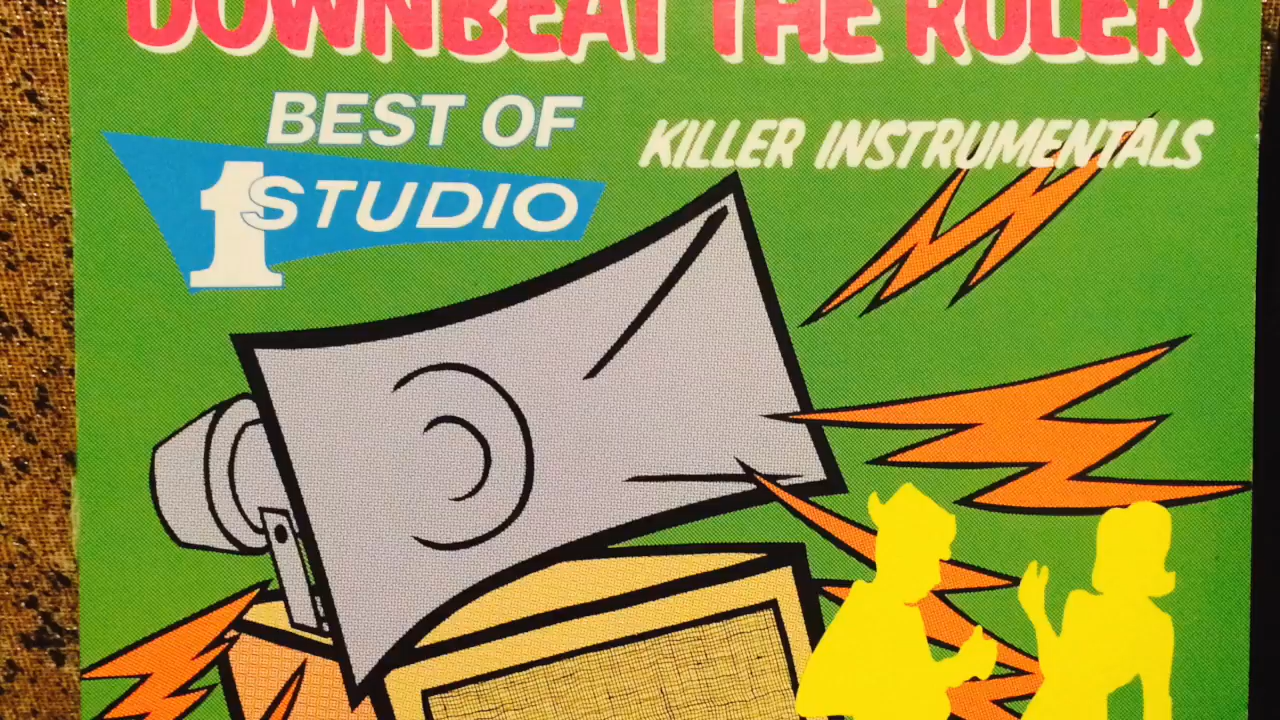 DOWNBEAT THE RULER
BEST OF
STUDIO 1
KILLER INSTRUMENTALS